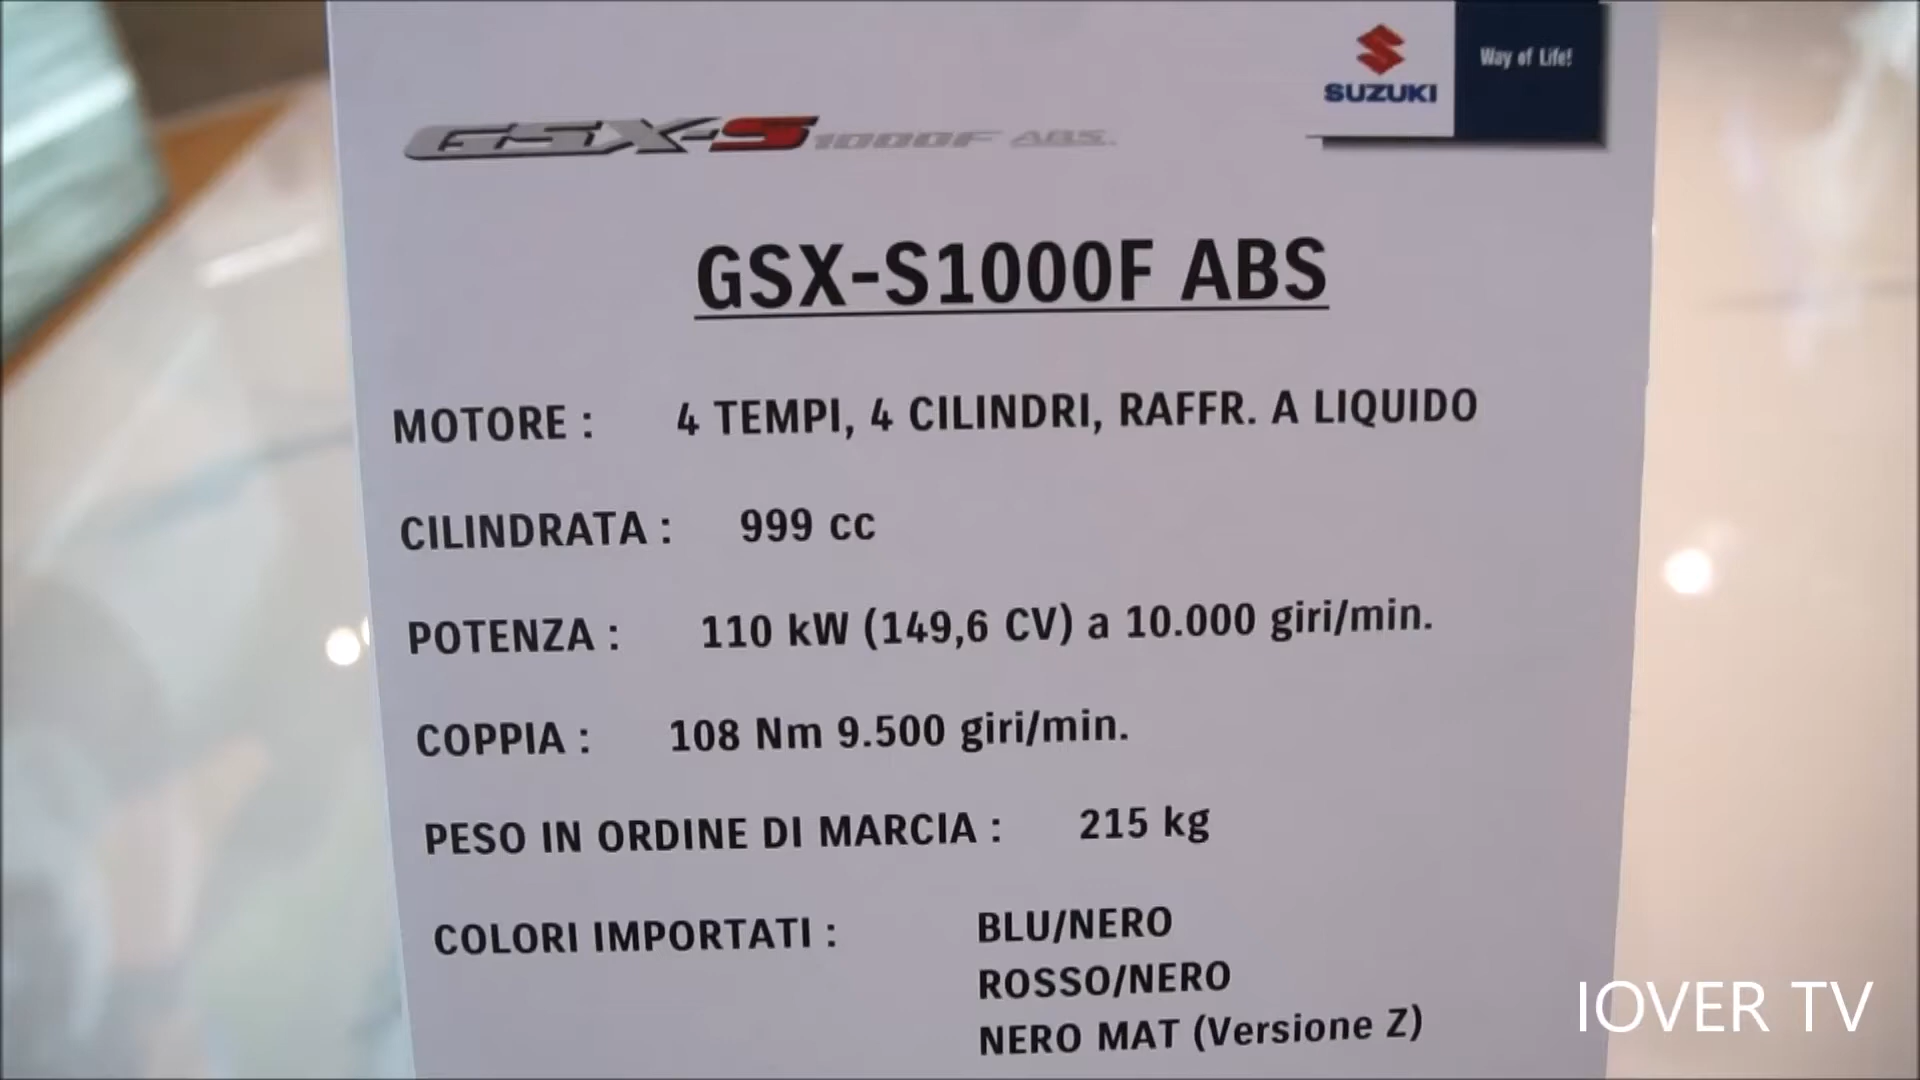 SUZUKI
Way of Life!
GSX-S1000F ABS.
GSX-S1000F ABS
MOTORE : 4 TEMPI, 4 CILINDRI, RAFFR. A LIQUIDO
CILINDRATA : 999 cc
POTENZA : 110 kW (149,6 CV) a 10.000 giri/min.
COPPIA : 108 Nm 9.500 giri/min.
PESO IN ORDINE DI MARCIA : 215 kg
COLORI IMPORTATI : BLU/NERO
ROSSO/NERO
NERO MAT (Versione Z)
IOVER TV